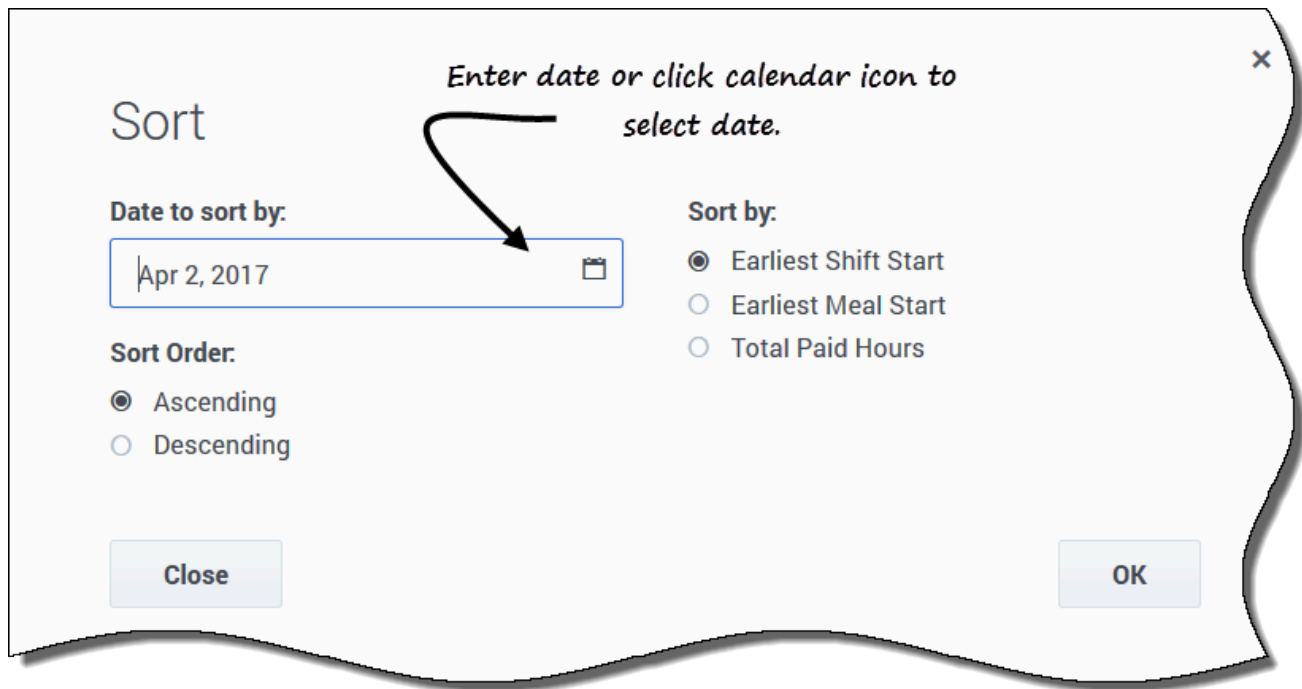 Enter date or click calendar icon to
select date.
Sort
Date to sort by:
Apr 2, 2017
Sort Order:
Ascending
Descending
Sort by:
Earliest Shift Start
Earliest Meal Start
Total Paid Hours
Close
OK